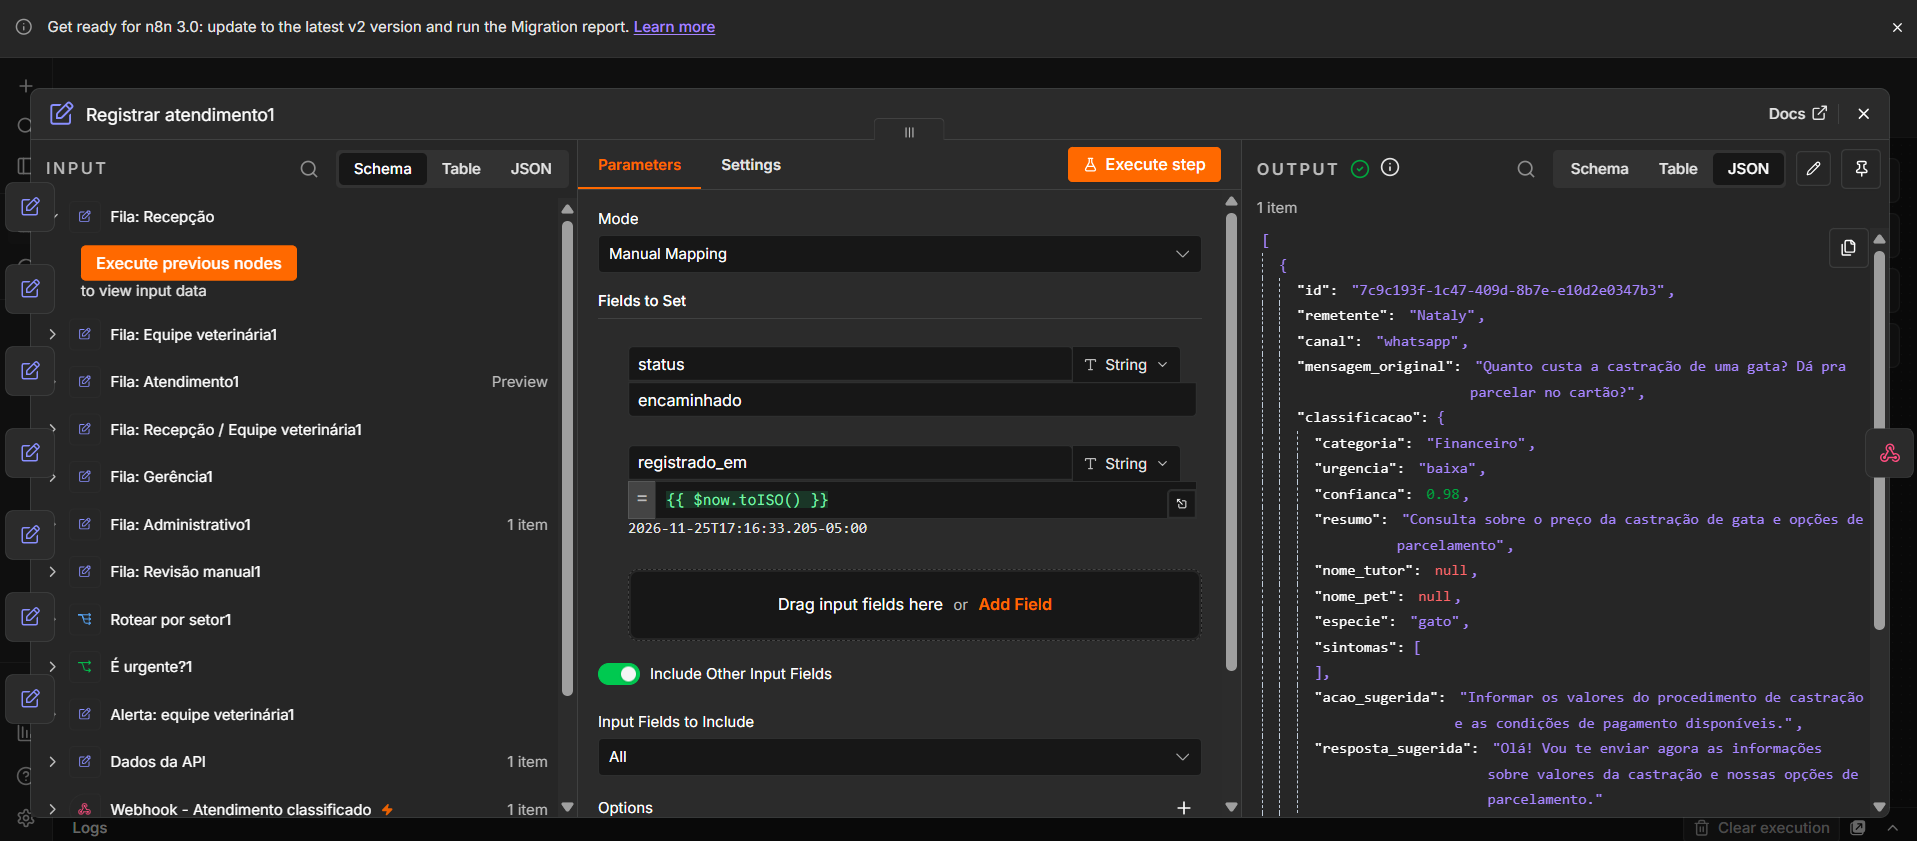 Get ready for n8n 3.0: update to the latest v2 version and run the Migration report. Learn more
Registrar atendimento1
Docs
INPUT
Schema
Table
JSON
Fila: Recepção
Execute previous nodes
to view input data
Fila: Equipe veterinária1
Fila: Atendimento1
Preview
Fila: Recepção / Equipe veterinária1
Fila: Gerência1
Fila: Administrativo1
1 item
Fila: Revisão manual1
Rotear por setor1
É urgente?1
Alerta: equipe veterinária1
Dados da API
1 item
Webhook - Atendimento classificado
1 item
Parameters
Settings
Execute step
Mode
Manual Mapping
Fields to Set
status
String
encaminhado
registrado_em
String
=
{{ $now.toISO() }}
2026-11-25T17:16:33.205-05:00
Drag input fields here or Add Field
Include Other Input Fields
Input Fields to Include
All
Options
OUTPUT
Schema
Table
JSON
1 item
[
{
"id": "7c9c193f-1c47-409d-8b7e-e10d2e0347b3",
"remetente": "Nataly",
"canal": "whatsapp",
"mensagem_original": "Quanto custa a castração de uma gata? Dá pra
parcelar no cartão?",
"classificacao": {
"categoria": "Financeiro",
"urgencia": "baixa",
"confianca": 0.98,
"resumo": "Consulta sobre o preço da castração de gata e opções de
parcelamento",
"nome_tutor": null,
"nome_pet": null,
"especie": "gato",
"sintomas": [
],
"acao_sugerida": "Informar os valores do procedimento de castração
e as condições de pagamento disponíveis.",
"resposta_sugerida": "Olá! Vou te enviar agora as informações
sobre valores da castração e nossas opções de
parcelamento."
Logs
Clear execution